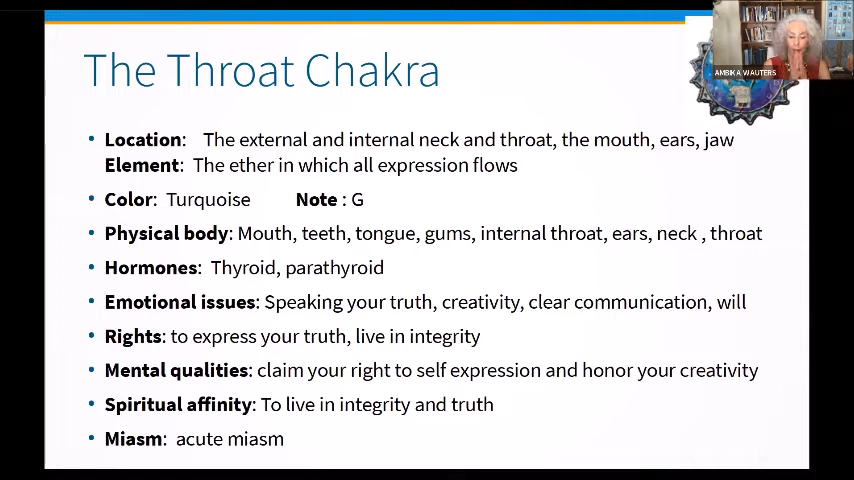 The Throat Chakra
AMBIKA WAUTERS
• Location: The external and internal neck and throat, the mouth, ears, jaw
Element: The ether in which all expression flows
• Color: Turquoise Note : G
• Physical body: Mouth, teeth, tongue, gums, internal throat, ears, neck , throat
• Hormones: Thyroid, parathyroid
• Emotional issues: Speaking your truth, creativity, clear communication, will
• Rights: to express your truth, live in integrity
• Mental qualities: claim your right to self expression and honor your creativity
• Spiritual affinity: To live in integrity and truth
• Miasm: acute miasm